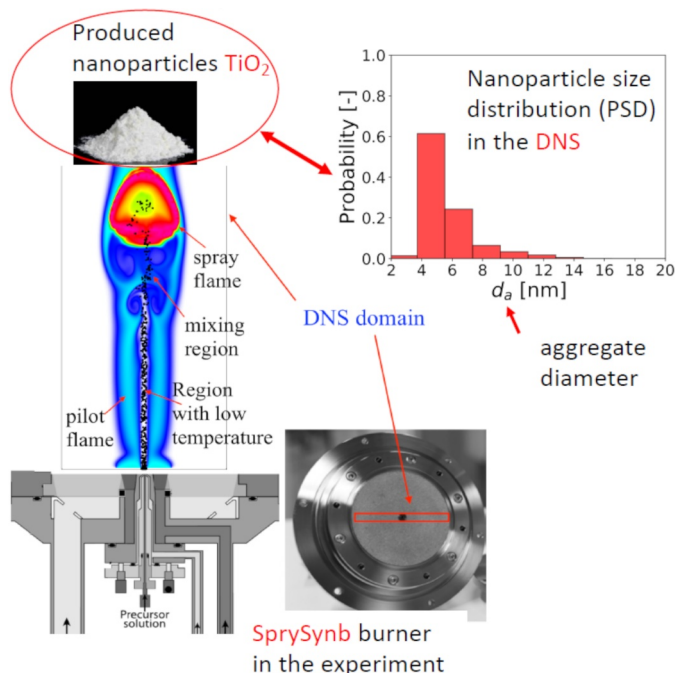 Produced
nanoparticles TiO2
1.0
0.8
0.6
0.4
0.2
0.0
Probability [-]
Nanoparticle size
distribution (PSD)
in the DNS
2 4 6 8 10 12 14 16 18 20
da [nm]
aggregate
diameter
spray
flame
mixing
region
DNS domain
Region
with low
temperature
pilot
flame
Precursor
solution
SprySynb burner
in the experiment